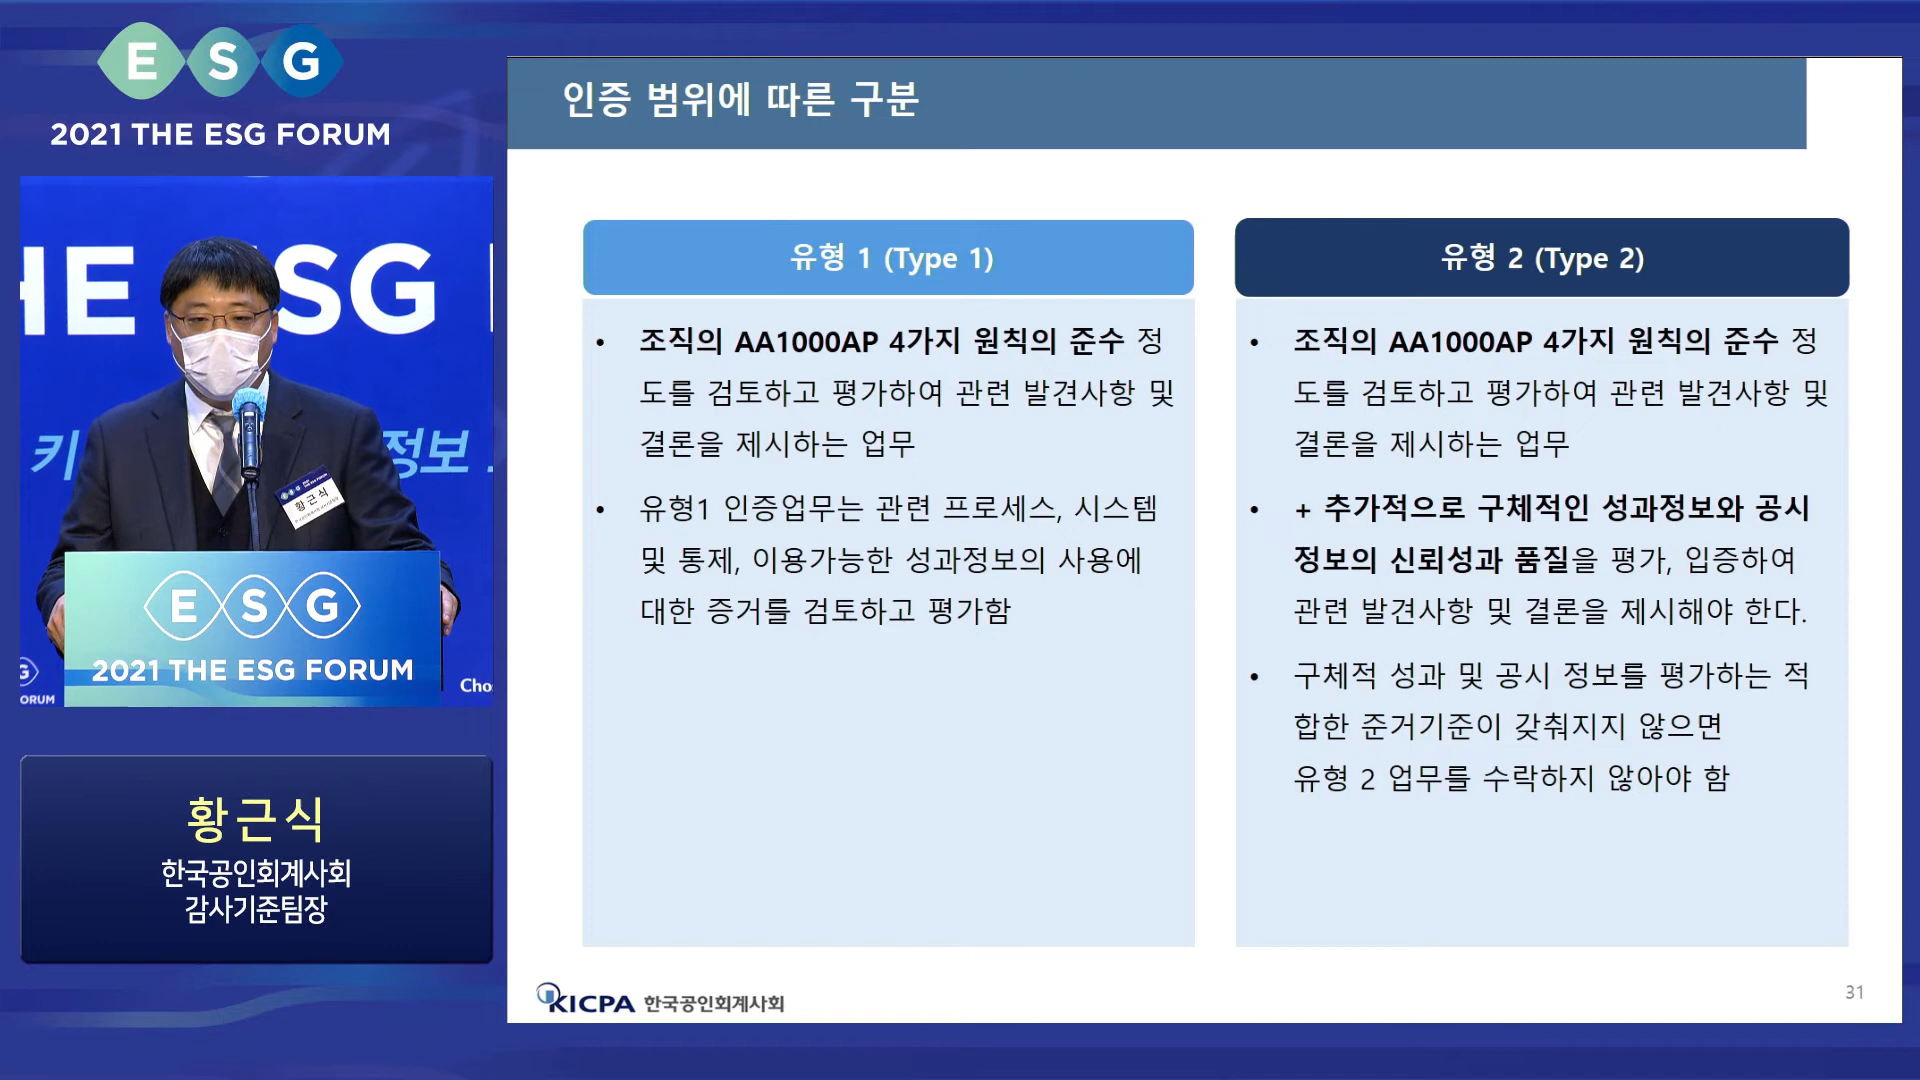 E S G
2021 THE ESG FORUM
HE ESG
키
정보
황근식
E S G
2021 THE ESG FORUM
G
ORUM
Cho
황근식
한국공인회계사회
감사기준팀장
인증 범위에 따른 구분
유형 1 (Type 1)
• 조직의 AA1000AP 4가지 원칙의 준수 정
도를 검토하고 평가하여 관련 발견사항 및
결론을 제시하는 업무
• 유형1 인증업무는 관련 프로세스, 시스템
및 통제, 이용가능한 성과정보의 사용에
대한 증거를 검토하고 평가함
유형 2 (Type 2)
• 조직의 AA1000AP 4가지 원칙의 준수 정
도를 검토하고 평가하여 관련 발견사항 및
결론을 제시하는 업무
• + 추가적으로 구체적인 성과정보와 공시
정보의 신뢰성과 품질을 평가, 입증하여
관련 발견사항 및 결론을 제시해야 한다.
• 구체적 성과 및 공시 정보를 평가하는 적
합한 준거기준이 갖춰지지 않으면
유형 2 업무를 수락하지 않아야 함
KICPA 한국공인회계사회
31